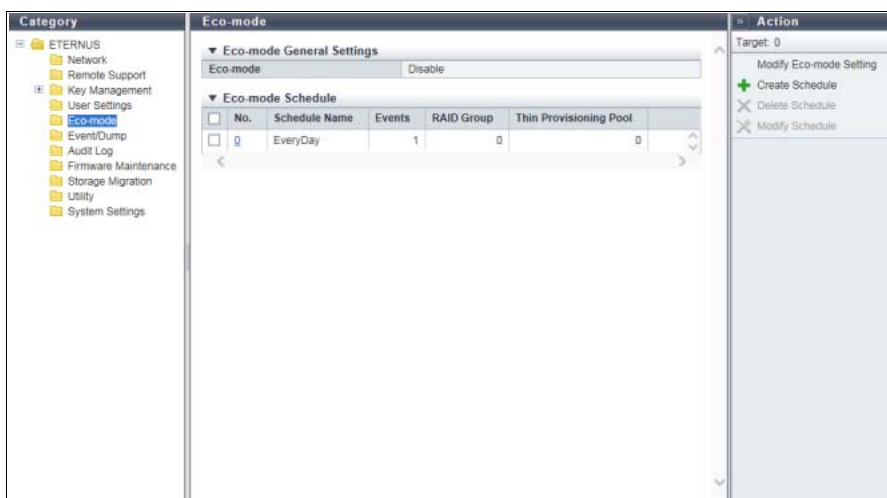 Category
ETERNUS
Network
Remote Support
Key Management
User Settings
Eco-mode
Event/Dump
Audit Log
Firmware Maintenance
Storage Migration
Utility
System Settings
Eco-mode
▼ Eco-mode General Settings
Eco-mode Disable
▼ Eco-mode Schedule
No. Schedule Name Events RAID Group Thin Provisioning Pool
0 EveryDay 1 0 0
» Action
Target: 0
Modify Eco-mode Setting
Create Schedule
Delete Schedule
Modify Schedule